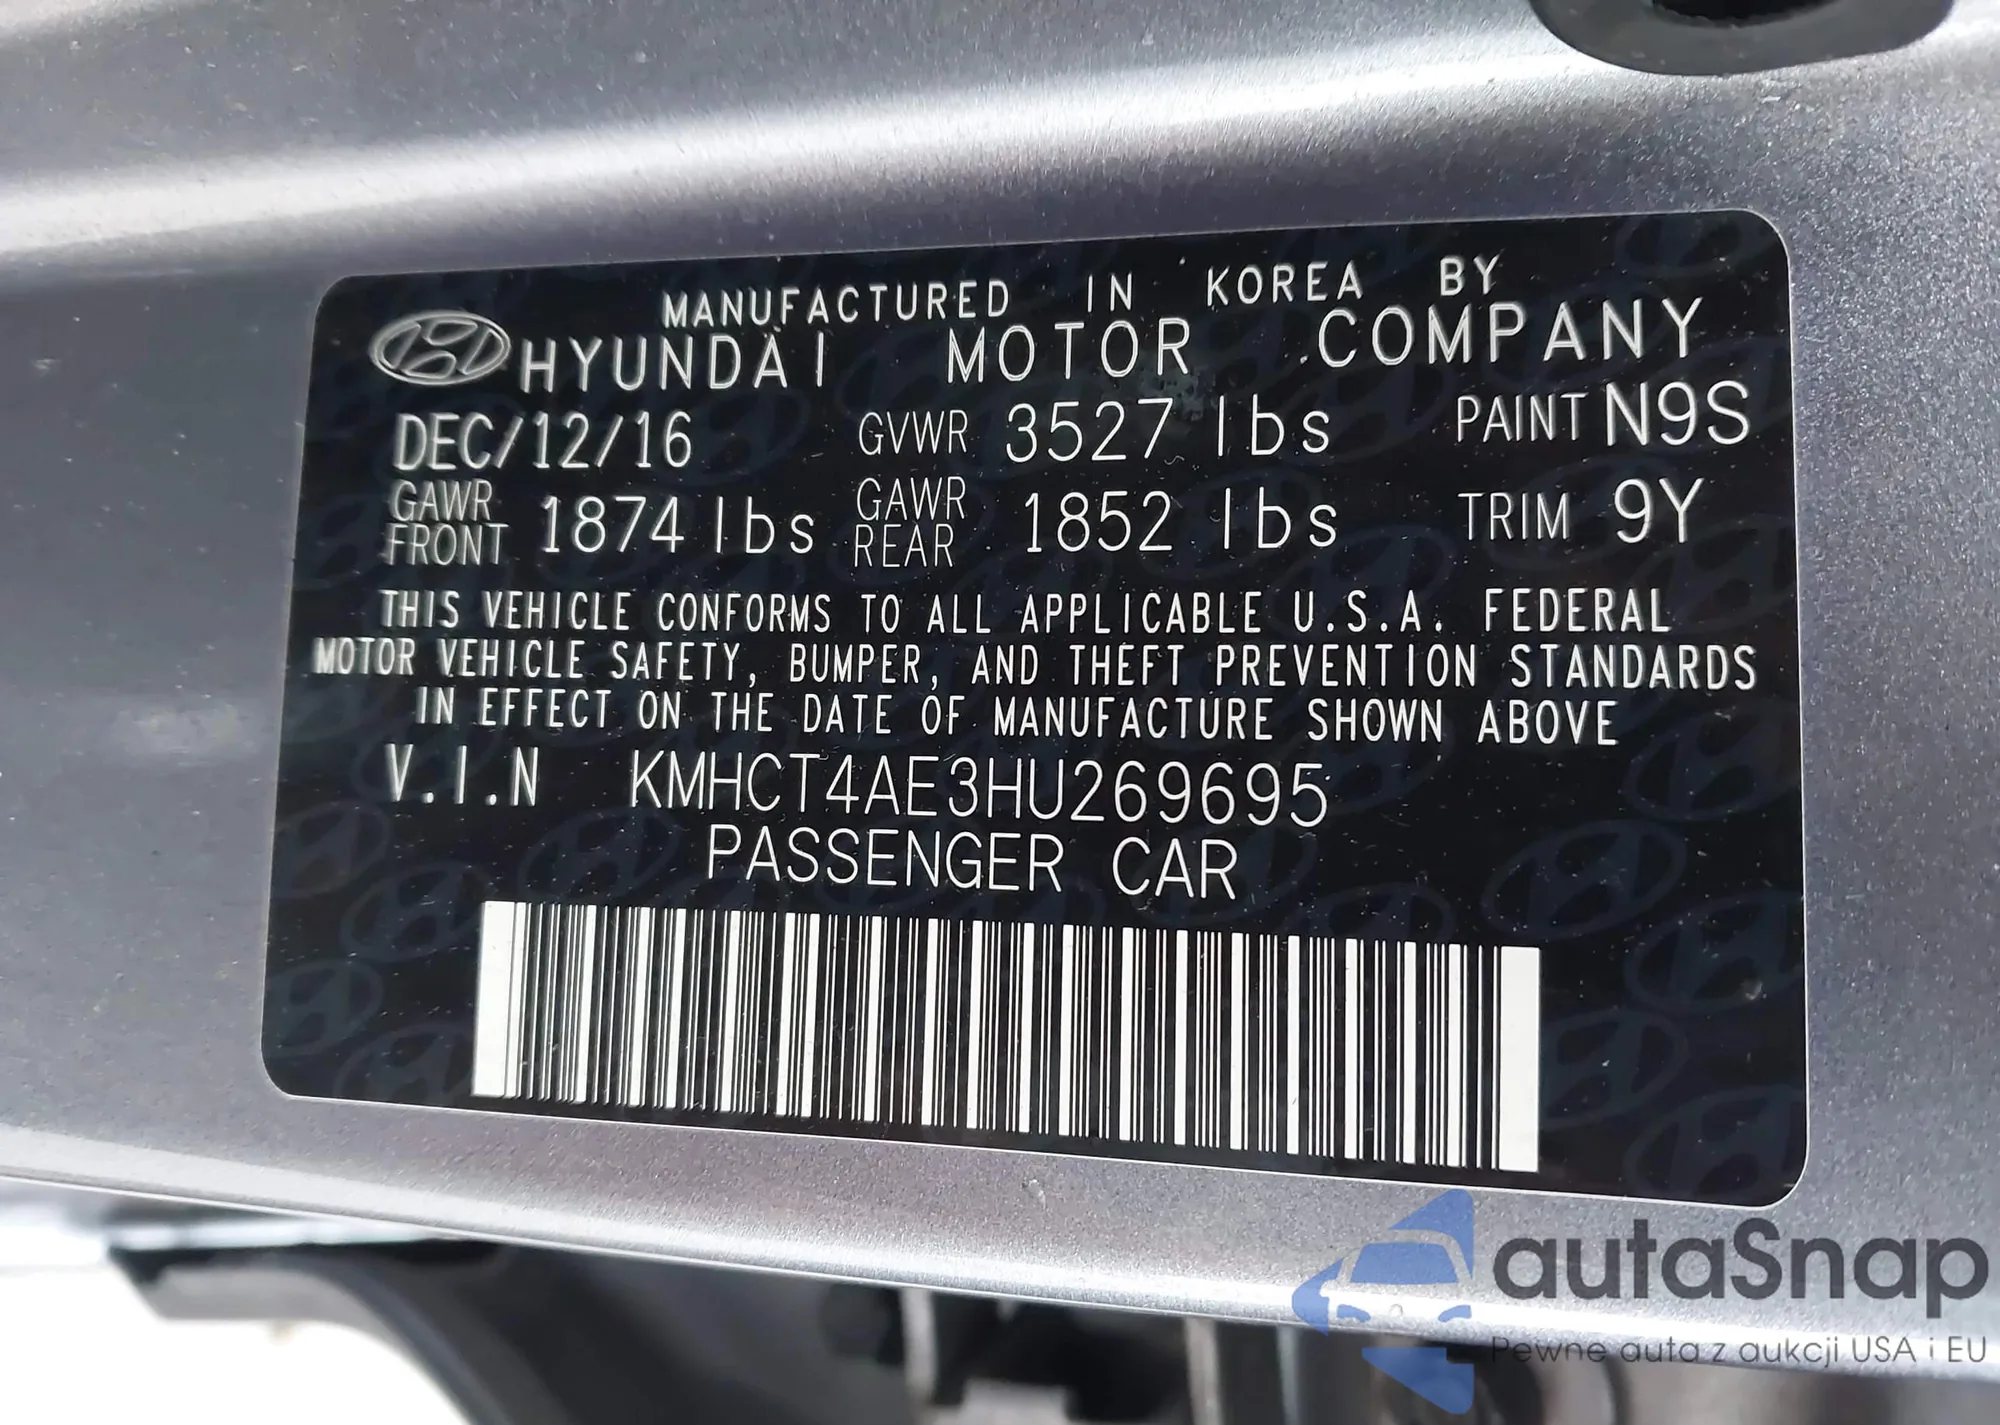 MANUFACTURED IN KOREA BY
HYUNDAI MOTOR COMPANY
DEC/12/16 GVWR 3527 lbs PAINT N9S
GAWR FRONT 1874 lbs GAWR REAR 1852 lbs TRIM 9Y
THIS VEHICLE CONFORMS TO ALL APPLICABLE U.S.A. FEDERAL
MOTOR VEHICLE SAFETY, BUMPER, AND THEFT PREVENTION STANDARDS
IN EFFECT ON THE DATE OF MANUFACTURE SHOWN ABOVE
V.I.N KMHCT4AE3HU269695
PASSENGER CAR
autaSnap
Pewne auta z aukcji USA i EU